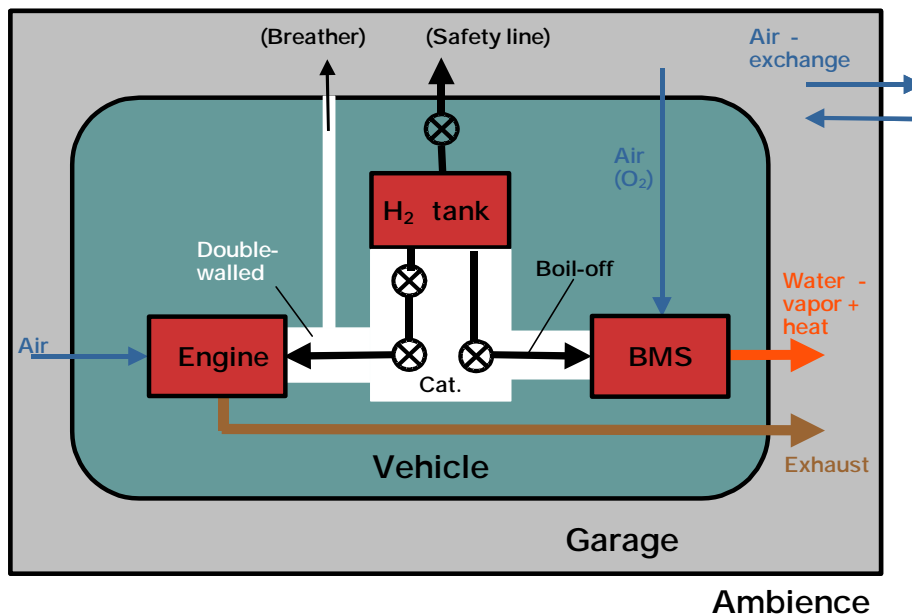 (Breather)
(Safety line)
Air -
exchange
Air
(O₂)
H₂ tank
Double-
walled
Boil-off
Water -
vapor +
heat
Air
Engine
BMS
Cat.
Vehicle
Exhaust
Garage
Ambience